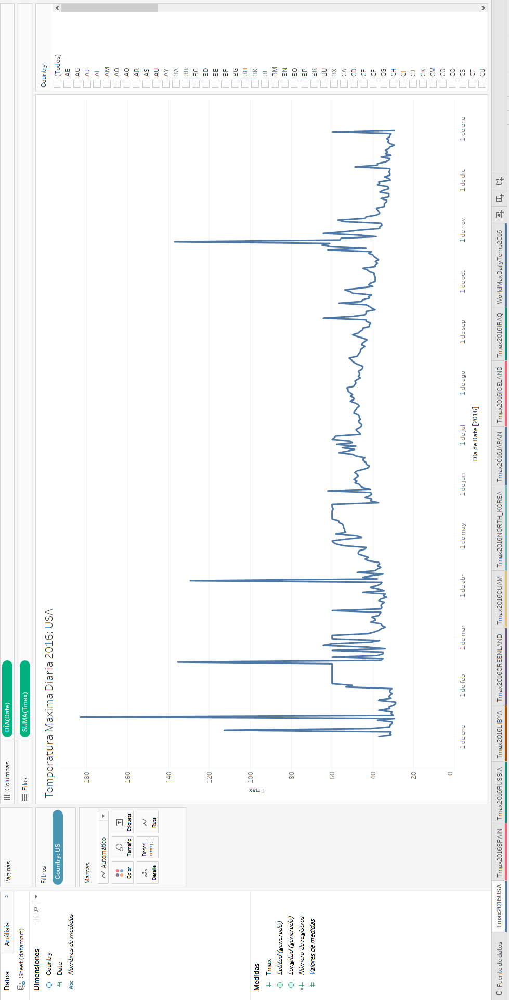 Datos
Análisis
Sheet (datamart)
Dimensiones
Country
Date
Abc Nombres de medidas
Medidas
Tmax
Latitud (generado)
Longitud (generado)
Número de registros
Valores de medidas
Páginas
Filtros
Country: US
Marcas
Automático
Color
Tamaño
Etiqueta
Detalle
Descri...
emerg...
Ruta
Columnas
DÍA(Date)
Filas
SUMA(Tmax)
Temperatura Maxima Diaria 2016: USA
Tmax
180
160
140
120
100
80
60
40
20
0
1 de ene
1 de feb
1 de mar
1 de abr
1 de may
1 de jun
1 de jul
1 de ago
1 de sep
1 de oct
1 de nov
1 de dic
1 de ene
Día de Date [2016]
Country
(Todos)
AE
AG
AJ
AL
AM
AO
AQ
AR
AS
AU
AY
BA
BB
BC
BD
BE
BF
BG
BH
BK
BL
BM
BN
BO
BP
BR
BU
BX
CA
CD
CE
CF
CG
CH
CI
CJ
CK
CM
CO
CQ
CS
CT
CU
Fuente de datos
Tmax2016USA
Tmax2016SPAIN
Tmax2016RUSSIA
Tmax2016LIBYA
Tmax2016GREENLAND
Tmax2016GUAM
Tmax2016NORTH_KOREA
Tmax2016JAPAN
Tmax2016ICELAND
Tmax2016IRAQ
WorldMaxDailyTemp2016